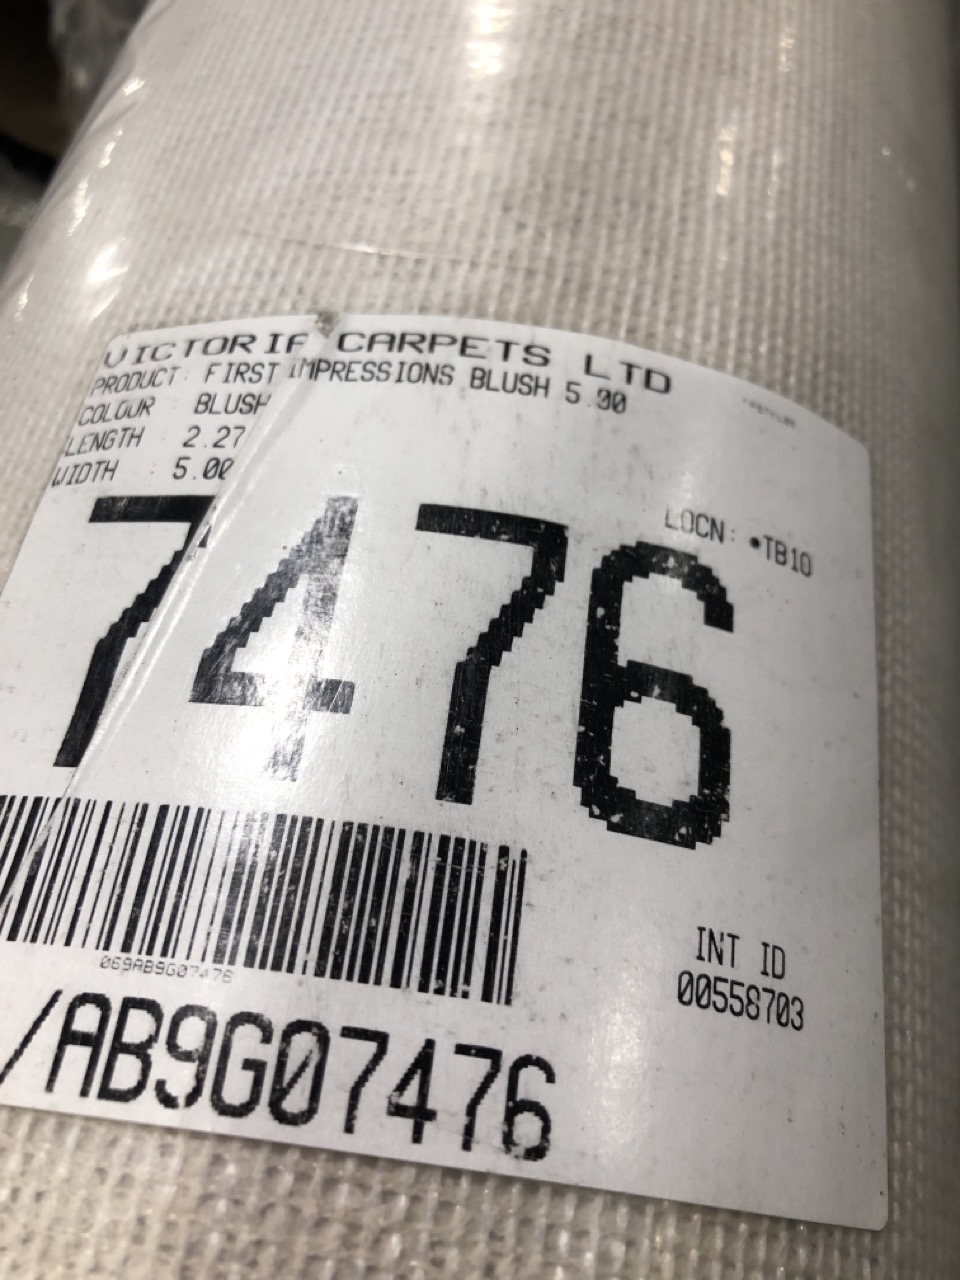 VICTORIA CARPETS LTD
PRODUCT: FIRST IMPRESSIONS BLUSH 5.00
COLOUR BLUSH
LENGTH : 2.27
WIDTH : 5.00
LOCN: *TB10
7476
069AB9G07476
INT ID
00558703
/AB9G07476